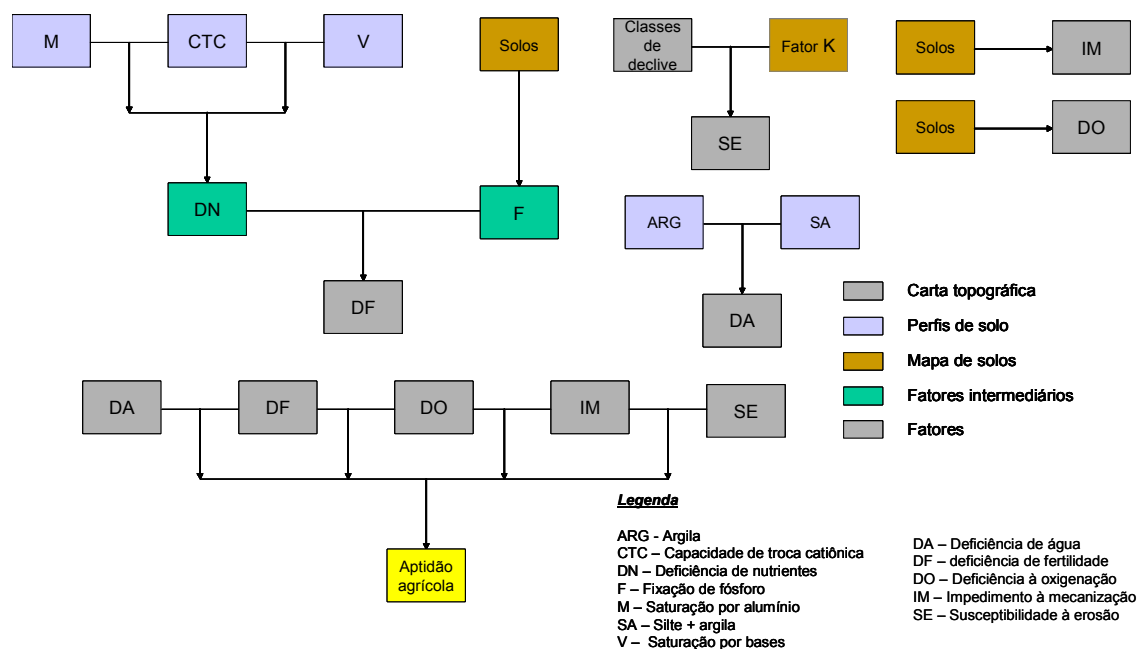 M
CTC
V
Solos
Classes
de
declive
Fator K
Solos
IM
SE
Solos
DO
DN
F
ARG
SA
DF
DA
Carta topográfica
Perfis de solo
Mapa de solos
Fatores intermediários
Fatores
DA
DF
DO
IM
SE
Aptidão
agrícola
Legenda
ARG - Argila
CTC – Capacidade de troca catiônica
DN – Deficiência de nutrientes
F – Fixação de fósforo
M – Saturação por alumínio
SA – Silte + argila
V – Saturação por bases
DA – Deficiência de água
DF – deficiência de fertilidade
DO – Deficiência à oxigenação
IM – Impedimento à mecanização
SE – Susceptibilidade à erosão